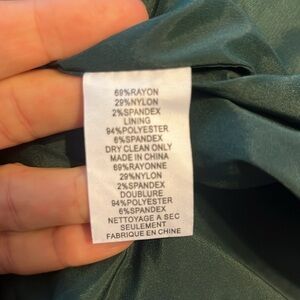 69%RAYON
29%NYLON
2%SPANDEX
LINING
94%POLYESTER
6%SPANDEX
DRY CLEAN ONLY
MADE IN CHINA
69%RAYONNE
29%NYLON
2%SPANDEX
DOUBLURE
94%POLYESTER
6%SPANDEX
NETTOYAGE A SEC
SEULEMENT
FABRIQUE EN CHINE